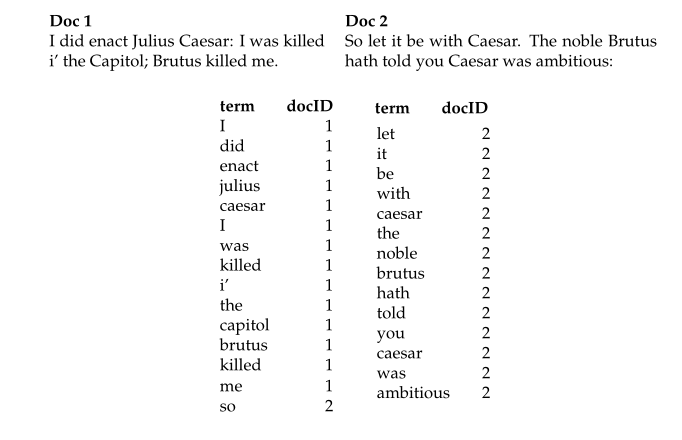 Doc 1
I did enact Julius Caesar: I was killed
i′ the Capitol; Brutus killed me.
Doc 2
So let it be with Caesar. The noble Brutus
hath told you Caesar was ambitious:
term docID
I 1
did 1
enact 1
julius 1
caesar 1
I 1
was 1
killed 1
i′ 1
the 1
capitol 1
brutus 1
killed 1
me 1
so 2
term docID
let 2
it 2
be 2
with 2
caesar 2
the 2
noble 2
brutus 2
hath 2
told 2
you 2
caesar 2
was 2
ambitious 2